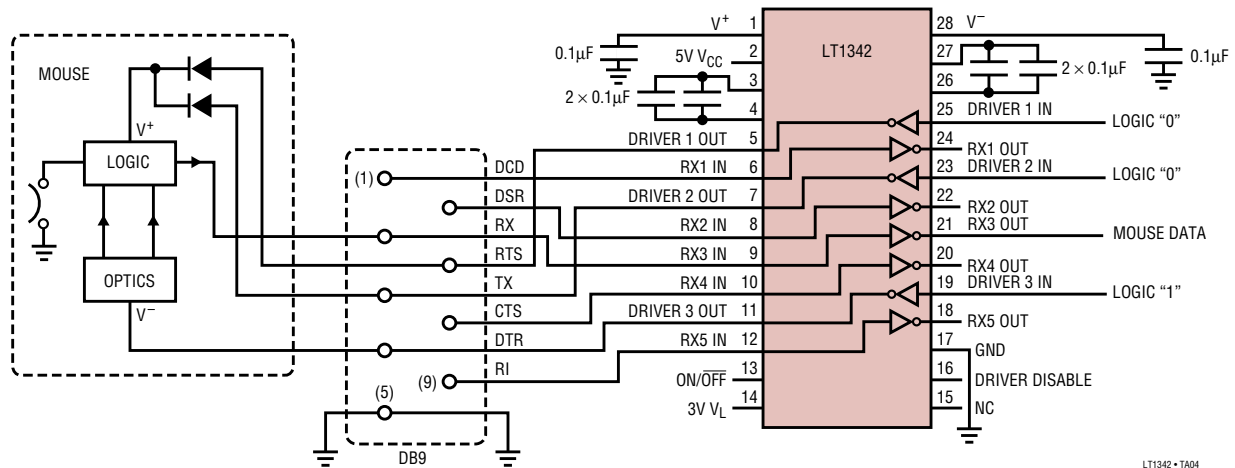 MOUSE
V+
LOGIC
OPTICS
V−
(1)
(9)
(5)
DB9
DCD
DSR
RX
RTS
TX
CTS
DTR
RI
0.1µF
5V VCC
2 × 0.1µF
DRIVER 1 OUT
RX1 IN
DRIVER 2 OUT
RX2 IN
RX3 IN
RX4 IN
DRIVER 3 OUT
RX5 IN
ON/OFF
3V VL
V+
1
2
3
4
5
6
7
8
9
10
11
12
13
14
LT1342
28 V−
27
26
25 DRIVER 1 IN
24 RX1 OUT
23 DRIVER 2 IN
22 RX2 OUT
21 RX3 OUT
20 RX4 OUT
19 DRIVER 3 IN
18 RX5 OUT
17 GND
16 DRIVER DISABLE
15 NC
2 × 0.1µF
0.1µF
LOGIC “0”
LOGIC “0”
MOUSE DATA
LOGIC “1”
LT1342 • TA04